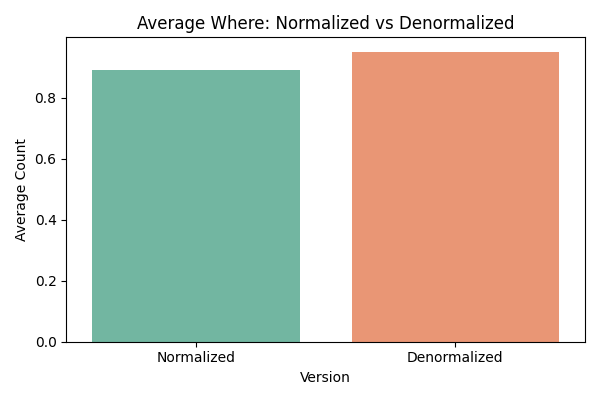 Average Where: Normalized vs Denormalized
Average Count
0.8
0.6
0.4
0.2
0.0
Normalized
Denormalized
Version